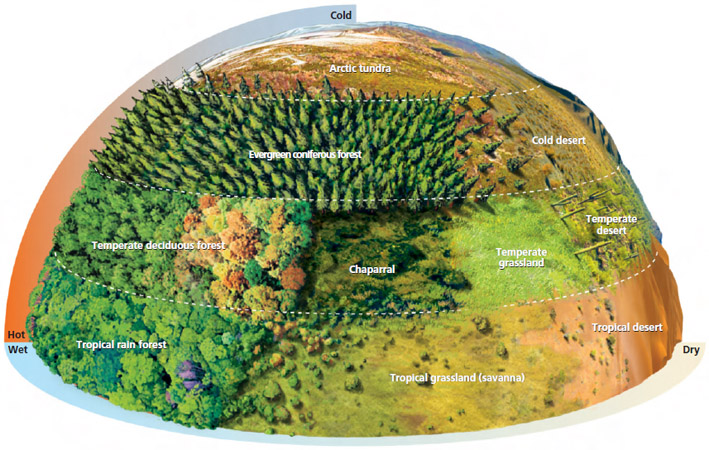 Cold
Arctic tundra
Evergreen coniferous forest
Cold desert
Temperate deciduous forest
Chaparral
Temperate
grassland
Temperate
desert
Hot
Wet
Tropical rain forest
Tropical grassland (savanna)
Tropical desert
Dry